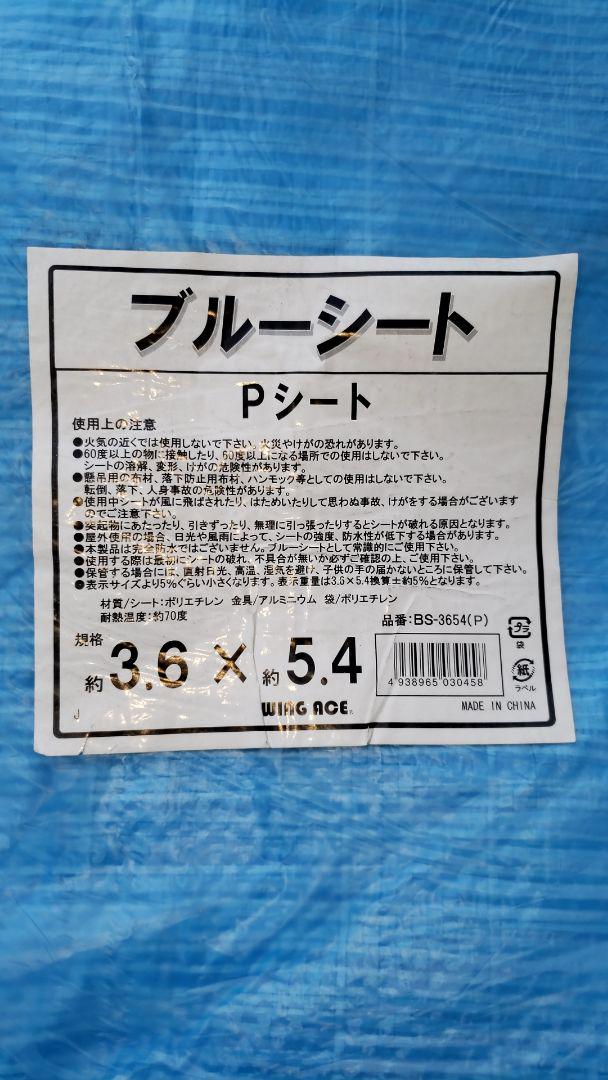 ブルーシート
Pシート
使用上の注意
●火気の近くでは使用しないで下さい。火災やけがの恐れがあります。
●60度以上の物に接触したり、60度以上になる場所での使用はしないで下さい。
シートの溶解、変形、けがの危険性があります。
●懸吊用の布材、落下防止用布材、ハンモック等としての使用はしないで下さい。
転倒、落下、人身事故の危険性があります。
●使用中シートが風に飛ばされたり、はためいたりして思わぬ事故、けがをする場合がございます
のでご注意下さい。
●突起物にあたったり、引きずったり、無理に引っ張ったりするとシートが破れる原因となります。
●屋外使用の場合、日光や風雨によって、シートの強度、防水性が低下する場合があります。
●本製品は完全防水ではございません。ブルーシートとして常識的にご使用下さい。
●使用する際は最初にシートの破れ、不具合が無いか必ずご確認の上、ご使用下さい。
●保管する場合には、直射日光、高温、湿気を避け、子供の手の届かないところに保管して下さい。
●表示サイズより5%ぐらい小さくなります。表示重量は3.6×5.4換算±約5%となります。
材質/シート:ポリエチレン 金具/アルミニウム 袋/ポリエチレン
耐熱温度:約70度
品番:BS-3654(P)
プラ
袋
規格
約3.6×約5.4
4 938965 030458
紙
ラベル
J
WING ACE
MADE IN CHINA